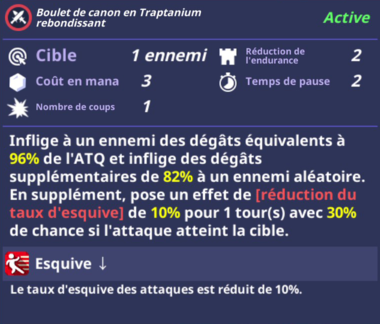 Boulet de canon en Traptanium
rebondissant
Active
Cible 1 ennemi
Réduction de
l'endurance 2
Coût en mana 3
Temps de pause 2
Nombre de coups 1
Inflige à un ennemi des dégâts équivalents à
96% de l'ATQ et inflige des dégâts
supplémentaires de 82% à un ennemi aléatoire.
En supplément, pose un effet de [réduction du
taux d'esquive] de 10% pour 1 tour(s) avec 30%
de chance si l'attaque atteint la cible.
Esquive ↓
Le taux d'esquive des attaques est réduit de 10%.